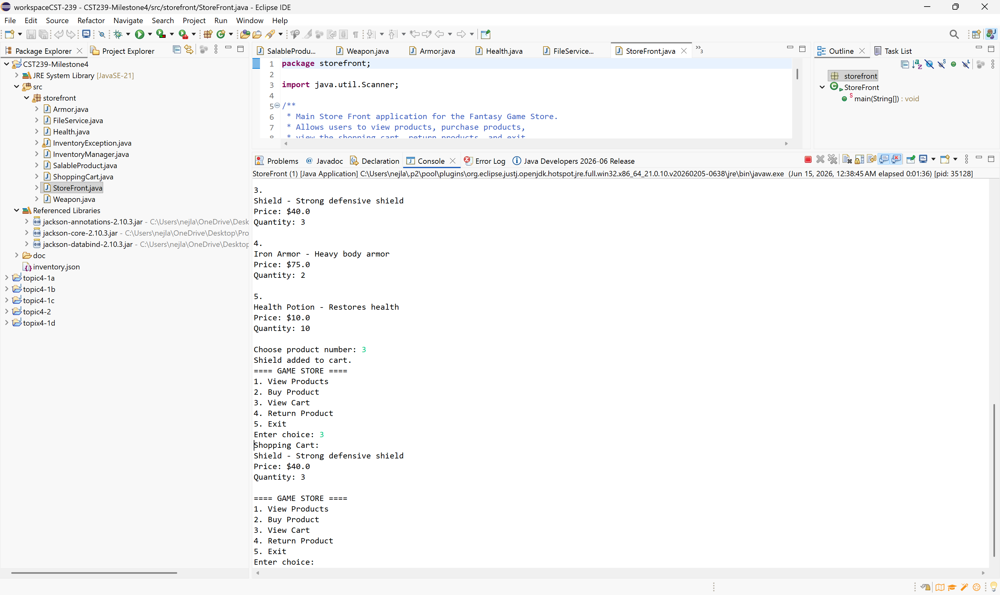 workspaceCST-239 - CST239-Milestone4/src/storefront/StoreFront.java - Eclipse IDE
File Edit Source Refactor Navigate Search Project Run Window Help
Package Explorer
Project Explorer
CST239-Milestone4
JRE System Library [JavaSE-21]
src
storefront
Armor.java
FileService.java
Health.java
InventoryException.java
InventoryManager.java
SalableProduct.java
ShoppingCart.java
StoreFront.java
Weapon.java
Referenced Libraries
jackson-annotations-2.10.3.jar - C:\Users\nejla\OneDrive\Desk
jackson-core-2.10.3.jar - C:\Users\nejla\OneDrive\Desktop\Pro
jackson-databind-2.10.3.jar - C:\Users\nejla\OneDrive\Desktop
doc
inventory.json
topic4-1a
topic4-1b
topic4-1c
topic4-2
topix4-1d
SalableProdu... Weapon.java Armor.java Health.java FileService... StoreFront.java »3
1 package storefront;
2
3 import java.util.Scanner;
4
5 /**
6 * Main Store Front application for the Fantasy Game Store.
7 * Allows users to view products, purchase products,
8 * view the shopping cart, return products, and exit
Outline
Task List
storefront
StoreFront
main(String[]) : void
Problems Javadoc Declaration Console Error Log Java Developers 2026-06 Release
StoreFront (1) [Java Application] C:\Users\nejla\.p2\pool\plugins\org.eclipse.justj.openjdk.hotspot.jre.full.win32.x86_64_21.0.10.v20260205-0638\jre\bin\javaw.exe (Jun 15, 2026, 12:38:45 AM elapsed 0:01:36) [pid: 35128]
3.
Shield - Strong defensive shield
Price: $40.0
Quantity: 3
4.
Iron Armor - Heavy body armor
Price: $75.0
Quantity: 2
5.
Health Potion - Restores health
Price: $10.0
Quantity: 10
Choose product number: 3
Shield added to cart.
==== GAME STORE ====
1. View Products
2. Buy Product
3. View Cart
4. Return Product
5. Exit
Enter choice: 3
Shopping Cart:
Shield - Strong defensive shield
Price: $40.0
Quantity: 3
==== GAME STORE ====
1. View Products
2. Buy Product
3. View Cart
4. Return Product
5. Exit
Enter choice: